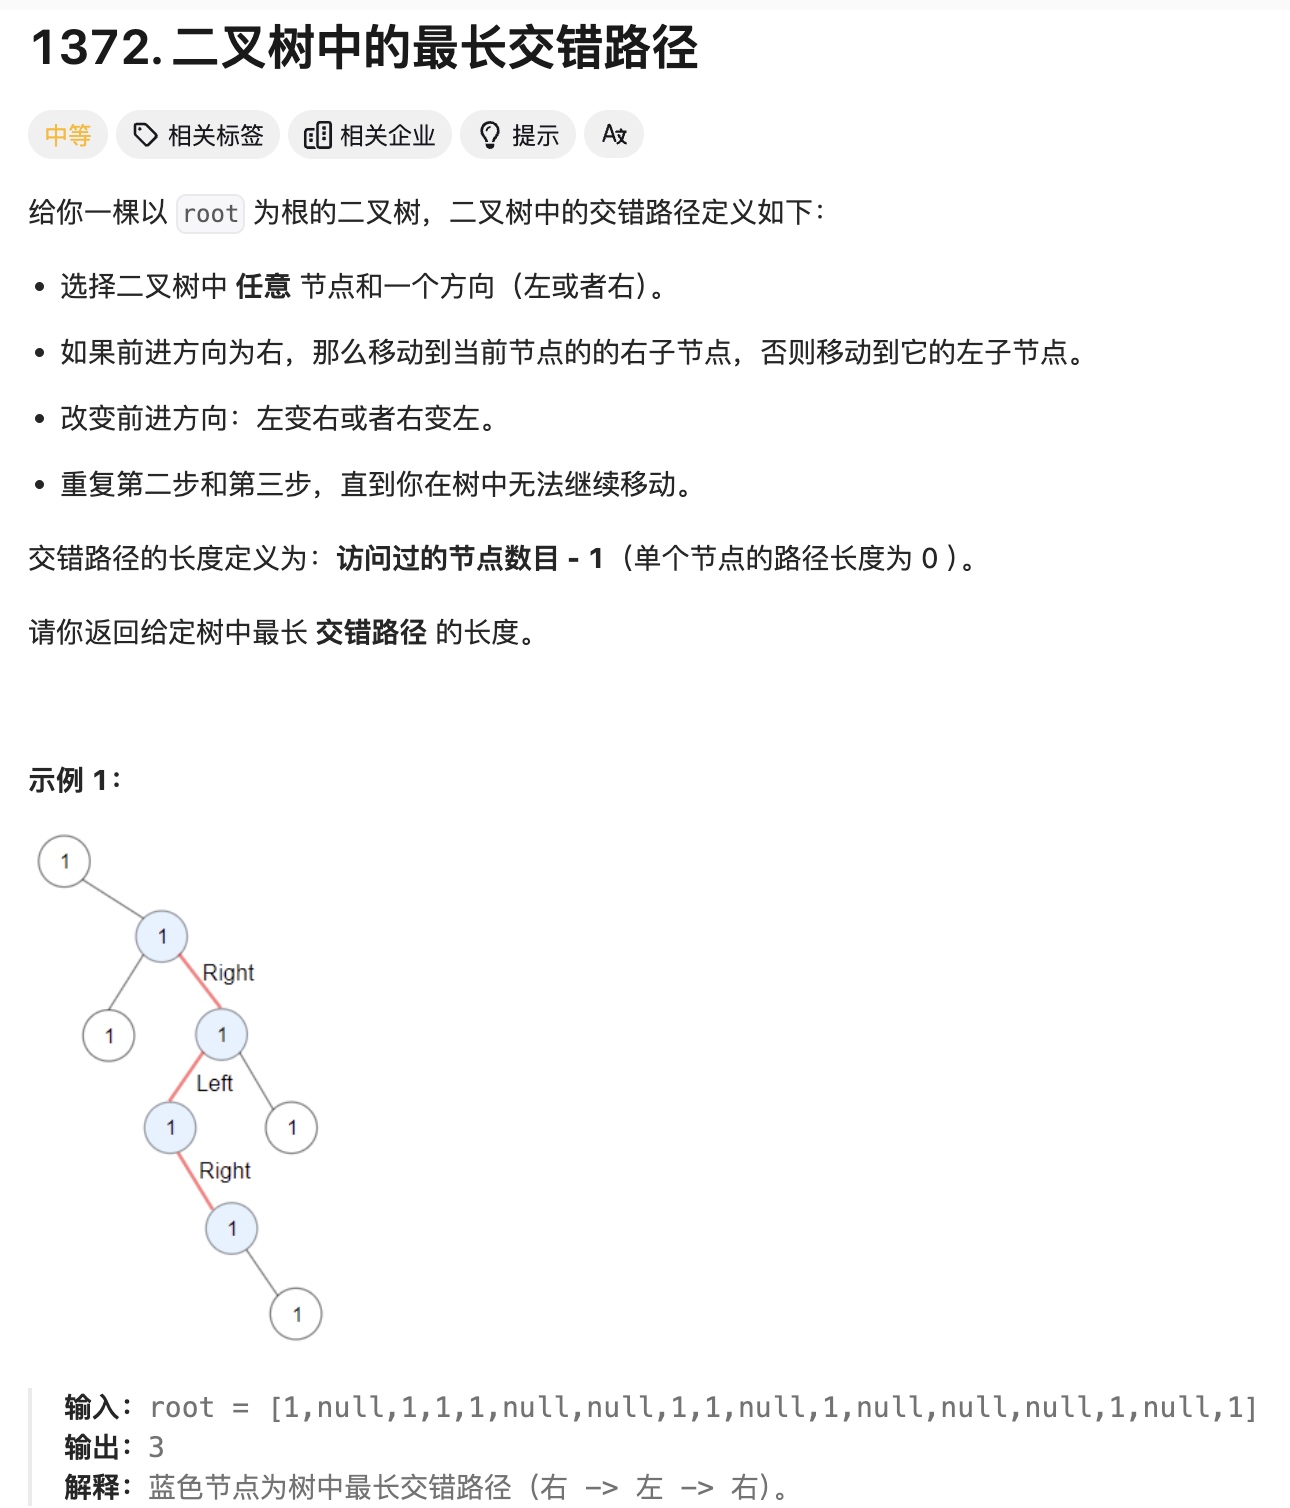 1372. 二叉树中的最长交错路径
中等 相关标签 相关企业 提示 A文
给你一棵以 root 为根的二叉树，二叉树中的交错路径定义如下：
• 选择二叉树中 任意 节点和一个方向（左或者右）。
• 如果前进方向为右，那么移动到当前节点的的右子节点，否则移动到它的左子节点。
• 改变前进方向：左变右或者右变左。
• 重复第二步和第三步，直到你在树中无法继续移动。
交错路径的长度定义为：访问过的节点数目 - 1（单个节点的路径长度为 0 ）。
请你返回给定树中最长 交错路径 的长度。
示例 1：
1
1
Right
1 1
Left
1 1
Right
1
1
输入：root = [1,null,1,1,1,null,null,1,1,null,1,null,null,null,1,null,1]
输出：3
解释：蓝色节点为树中最长交错路径（右 -> 左 -> 右）。